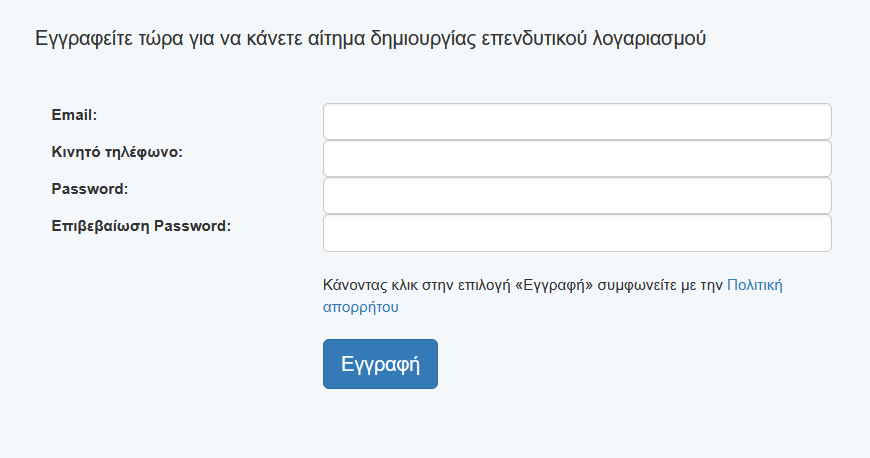 Εγγραφείτε τώρα για να κάνετε αίτημα δημιουργίας επενδυτικού λογαριασμού
Email:
Κινητό τηλέφωνο:
Password:
Επιβεβαίωση Password:
Κάνοντας κλικ στην επιλογή «Εγγραφή» συμφωνείτε με την Πολιτική
απορρήτου
Εγγραφή